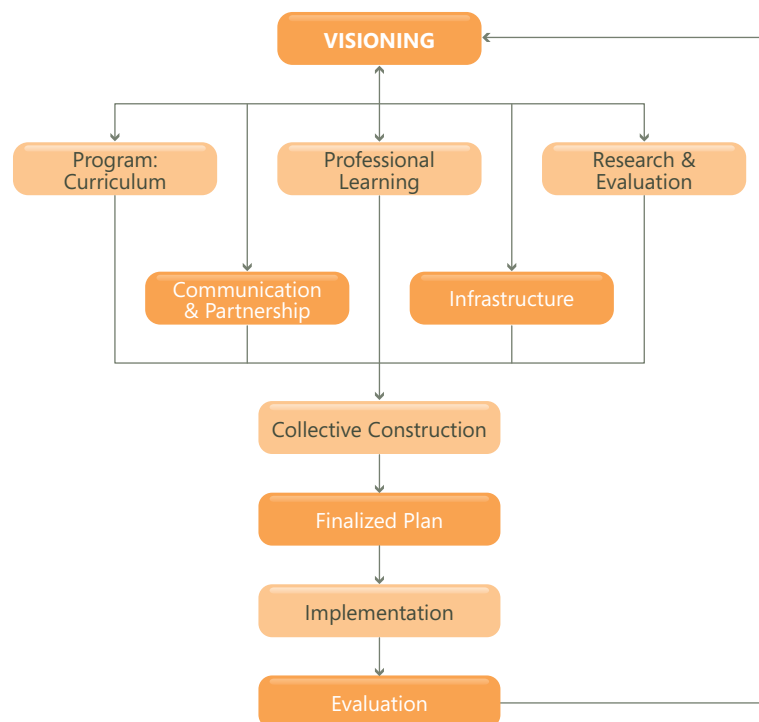 VISIONING
Program:
Curriculum
Professional
Learning
Research &
Evaluation
Communication
& Partnership
Infrastructure
Collective Construction
Finalized Plan
Implementation
Evaluation